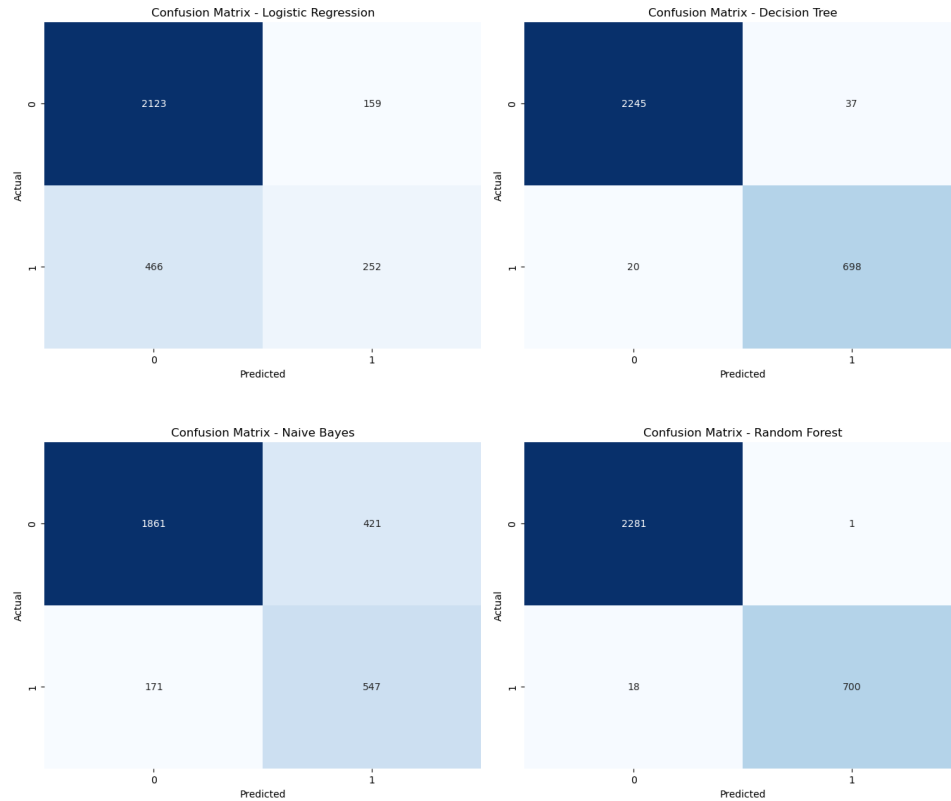 Confusion Matrix - Logistic Regression
0
2123
159
Actual
1
466
252
0
1
Predicted
Confusion Matrix - Decision Tree
0
2245
37
Actual
1
20
698
0
1
Predicted
Confusion Matrix - Naive Bayes
0
1861
421
Actual
1
171
547
0
1
Predicted
Confusion Matrix - Random Forest
0
2281
1
Actual
1
18
700
0
1
Predicted